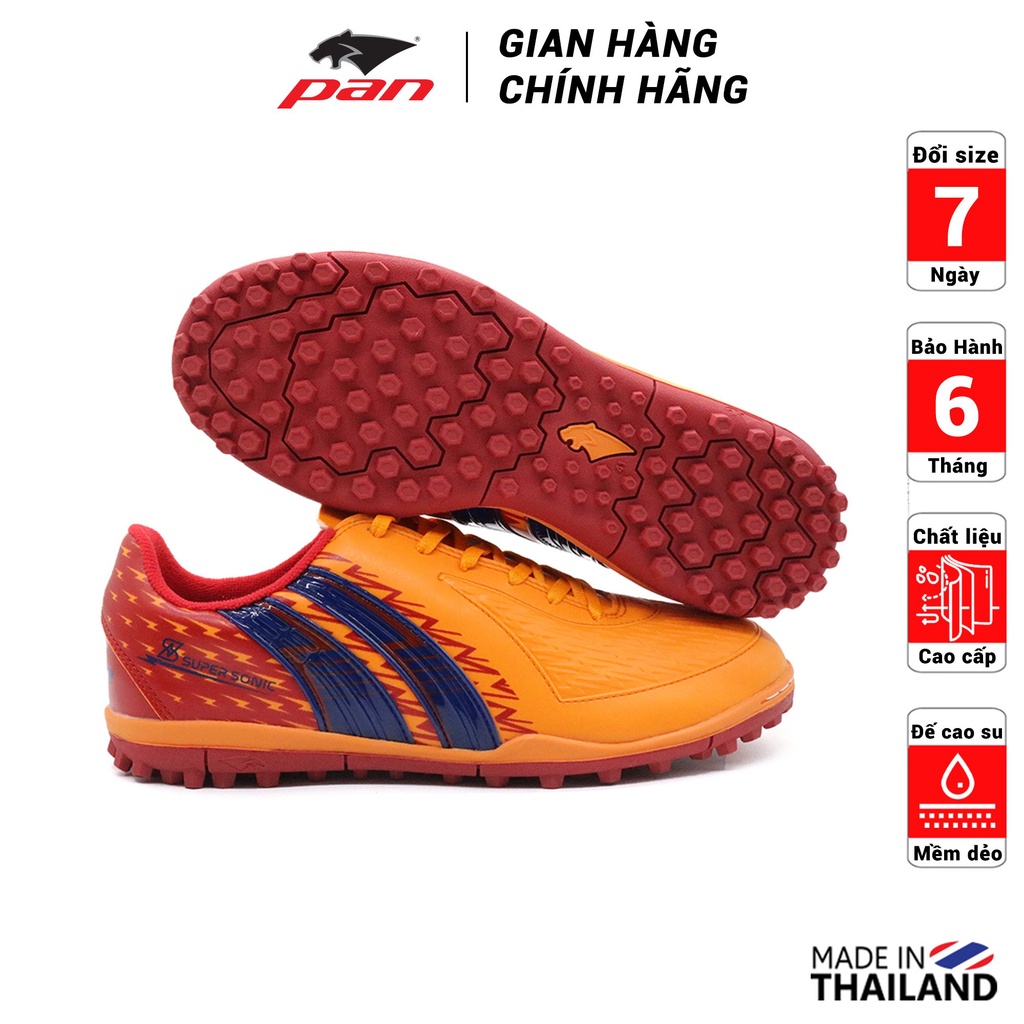 pan
GIAN HÀNG
CHÍNH HÃNG
Đổi size
7
Ngày
Bảo Hành
6
Tháng
Chất liệu
Cao cấp
Đế cao su
Mềm dẻo
SUPER SONIC
MADE IN
THAILAND